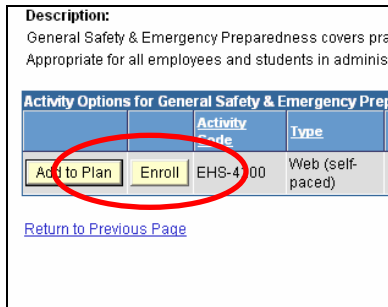 Description:
General Safety & Emergency Preparedness covers pra
Appropriate for all employees and students in adminis
Activity Options for General Safety & Emergency Prep
Activity Code Type
Add to Plan Enroll EHS-4700 Web (self-paced)
Return to Previous Page